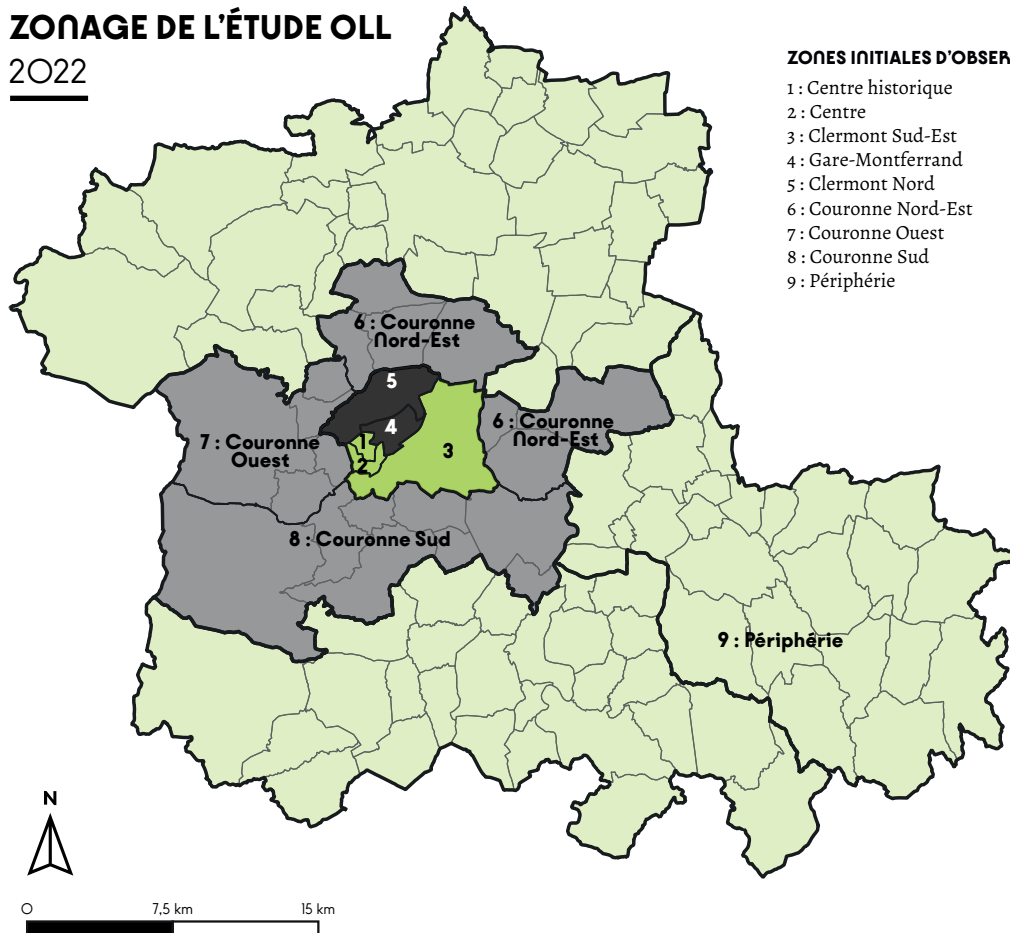 ZONAGE DE L'ÉTUDE OLL
2022
ZONES INITIALES D'OBSER
1 : Centre historique
2 : Centre
3 : Clermont Sud-Est
4 : Gare-Montferrand
5 : Clermont Nord
6 : Couronne Nord-Est
7 : Couronne Ouest
8 : Couronne Sud
9 : Périphérie
6 : Couronne
Nord-Est
5
4
6 : Couronne
Nord-Est
7 : Couronne
Ouest
1
2
3
8 : Couronne Sud
9 : Périphérie
N
0 7,5 km 15 km